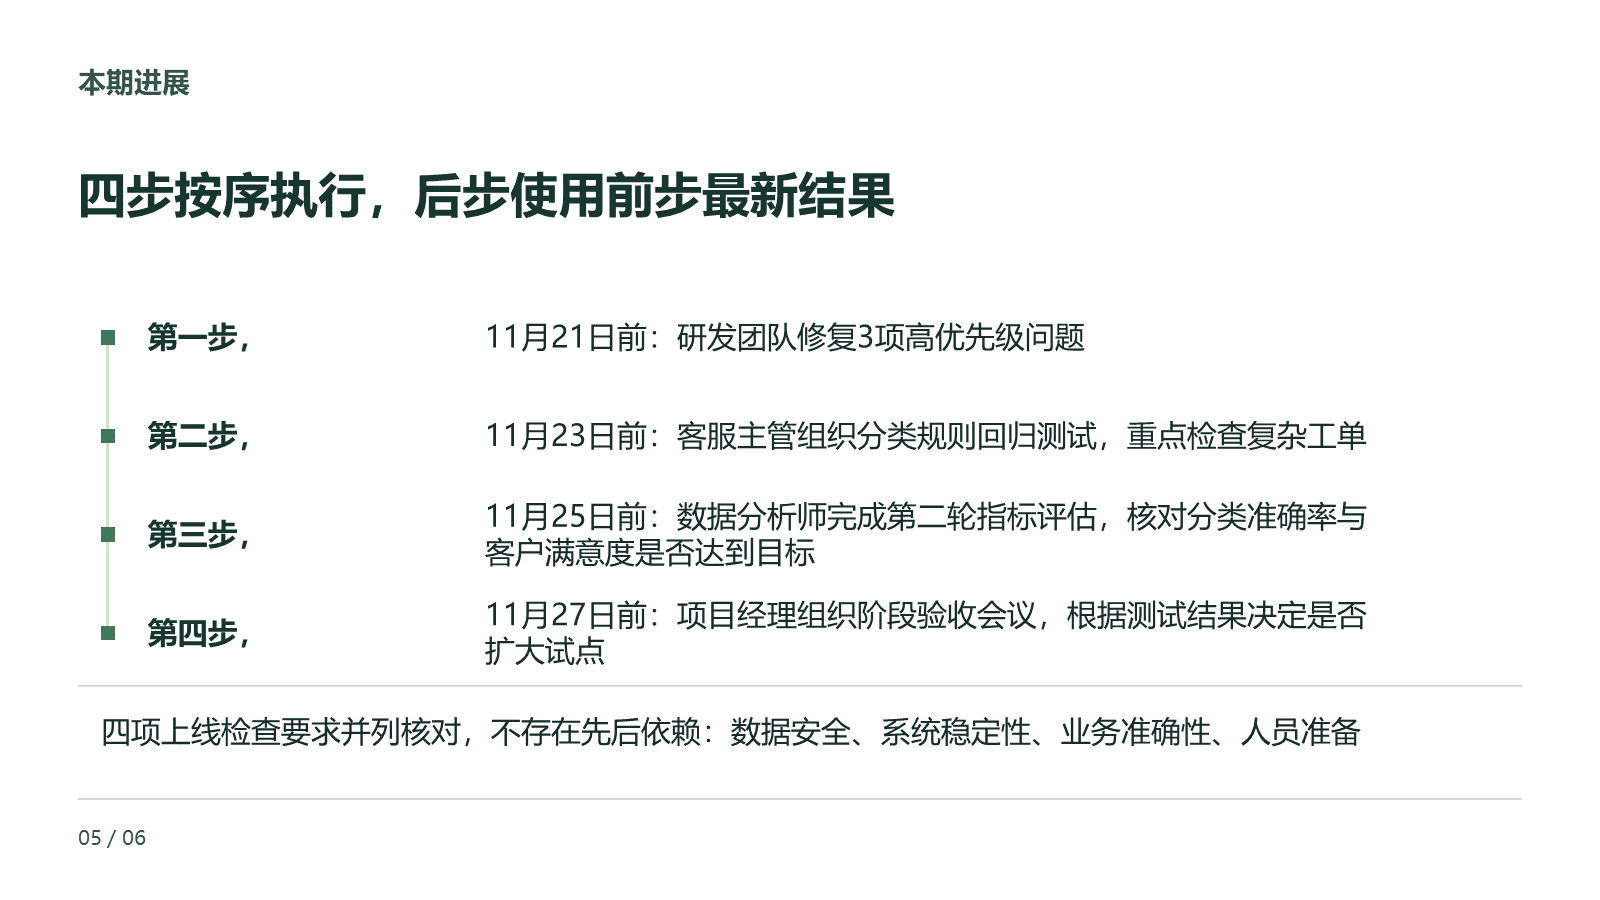 本期进展
四步按序执行，后步使用前步最新结果
第一步，
11月21日前：研发团队修复3项高优先级问题
第二步，
11月23日前：客服主管组织分类规则回归测试，重点检查复杂工单
第三步，
11月25日前：数据分析师完成第二轮指标评估，核对分类准确率与
客户满意度是否达到目标
第四步，
11月27日前：项目经理组织阶段验收会议，根据测试结果决定是否
扩大试点
四项上线检查要求并列核对，不存在先后依赖：数据安全、系统稳定性、业务准确性、人员准备
05 / 06